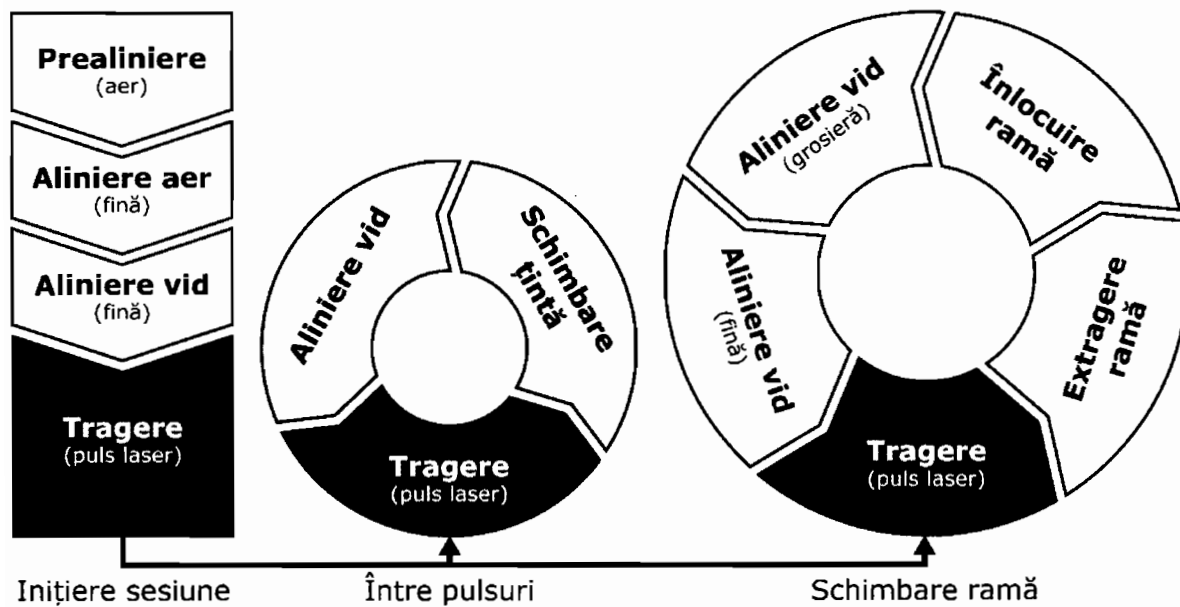 Prealiniere
(aer)
Aliniere aer
(fină)
Aliniere vid
(fină)
Tragere
(puls laser)
Inițiere sesiune
Aliniere vid
Schimbare
țintă
Tragere
(puls laser)
Între pulsuri
Aliniere vid
(grosieră)
Înlocuire
ramă
Extragere
ramă
Tragere
(puls laser)
Aliniere vid
(fină)
Schimbare ramă